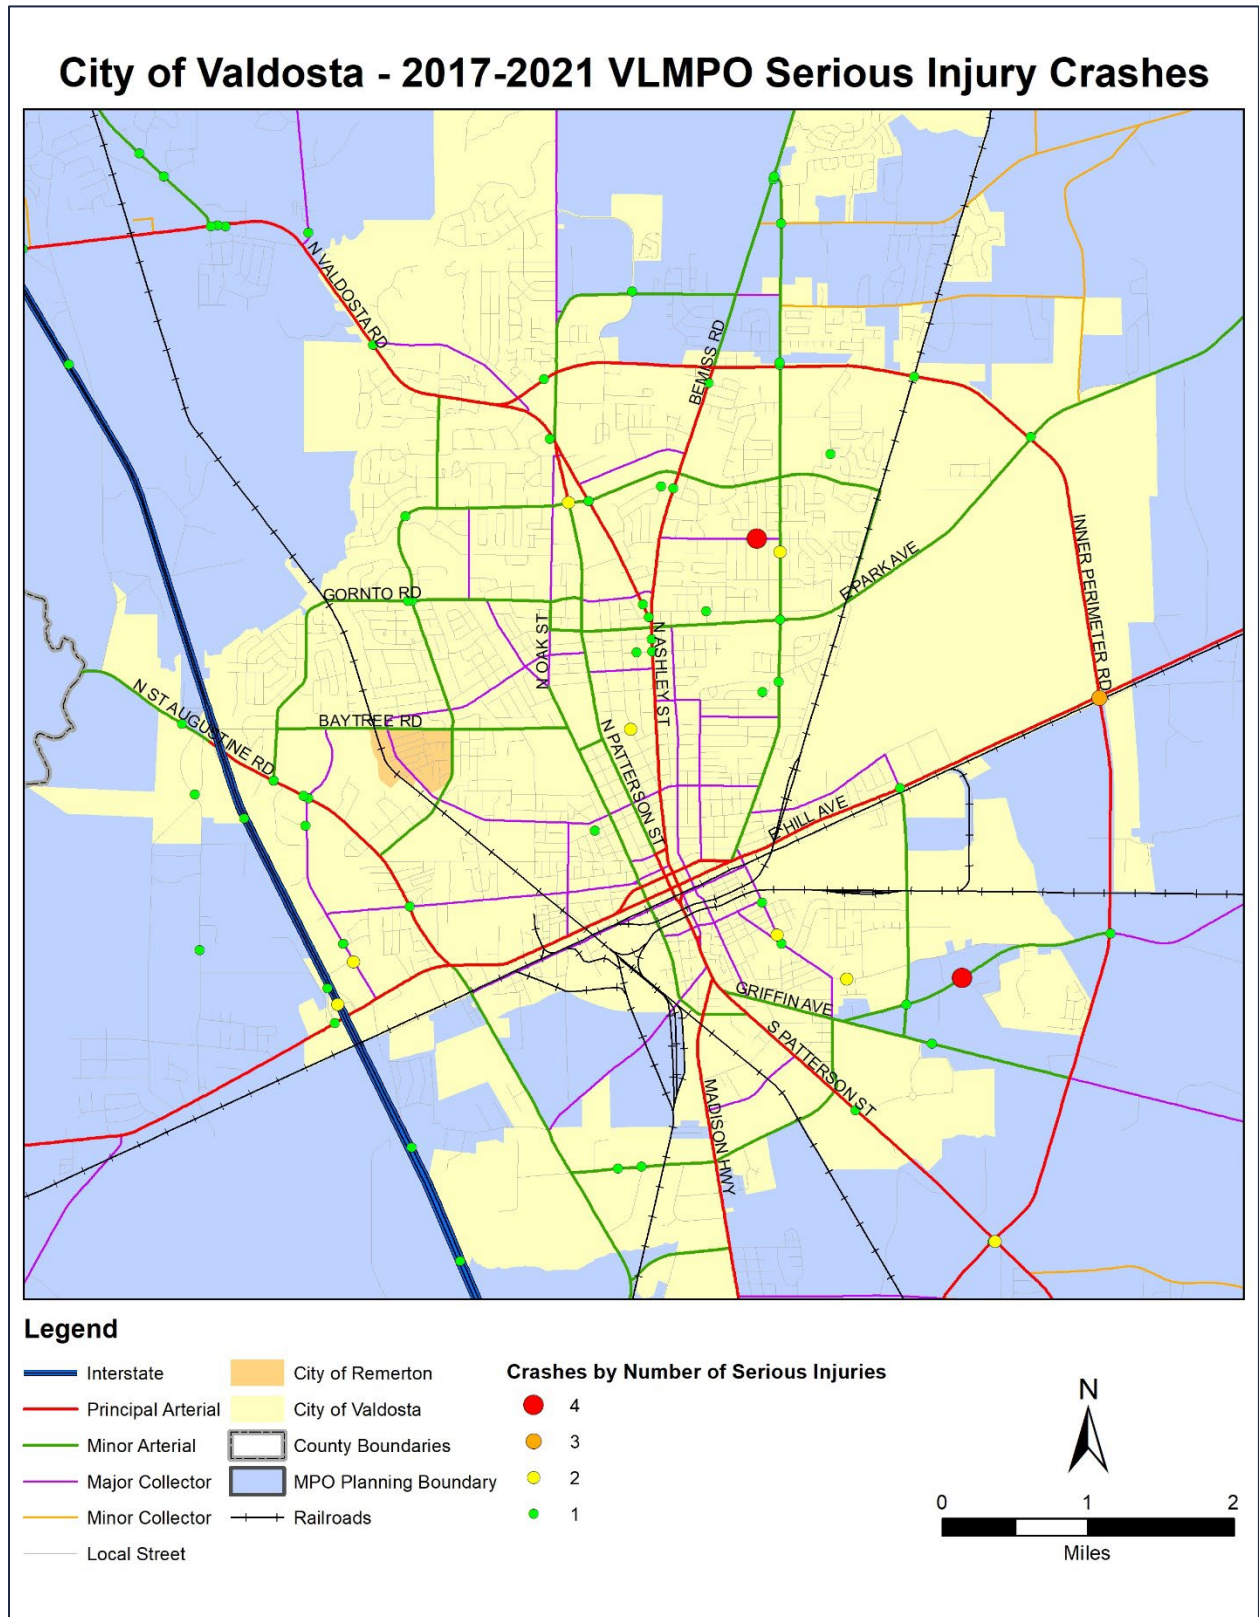 City of Valdosta - 2017-2021 VLMPO Serious Injury Crashes
N VALDOSTA RD
BEMISS RD
INNER PERIMETER RD
E PARK AVE
GORNTO RD
N OAK ST
N ASHLEY ST
N ST AUGUSTINE RD
BAYTREE RD
N PATTERSON ST
E HILL AVE
GRIFFIN AVE
S PATTERSON ST
MADISON HWY
Legend
Interstate
Principal Arterial
Minor Arterial
Major Collector
Minor Collector
Local Street
City of Remerton
City of Valdosta
County Boundaries
MPO Planning Boundary
Railroads
Crashes by Number of Serious Injuries
4
3
2
1
N
0 1 2
Miles